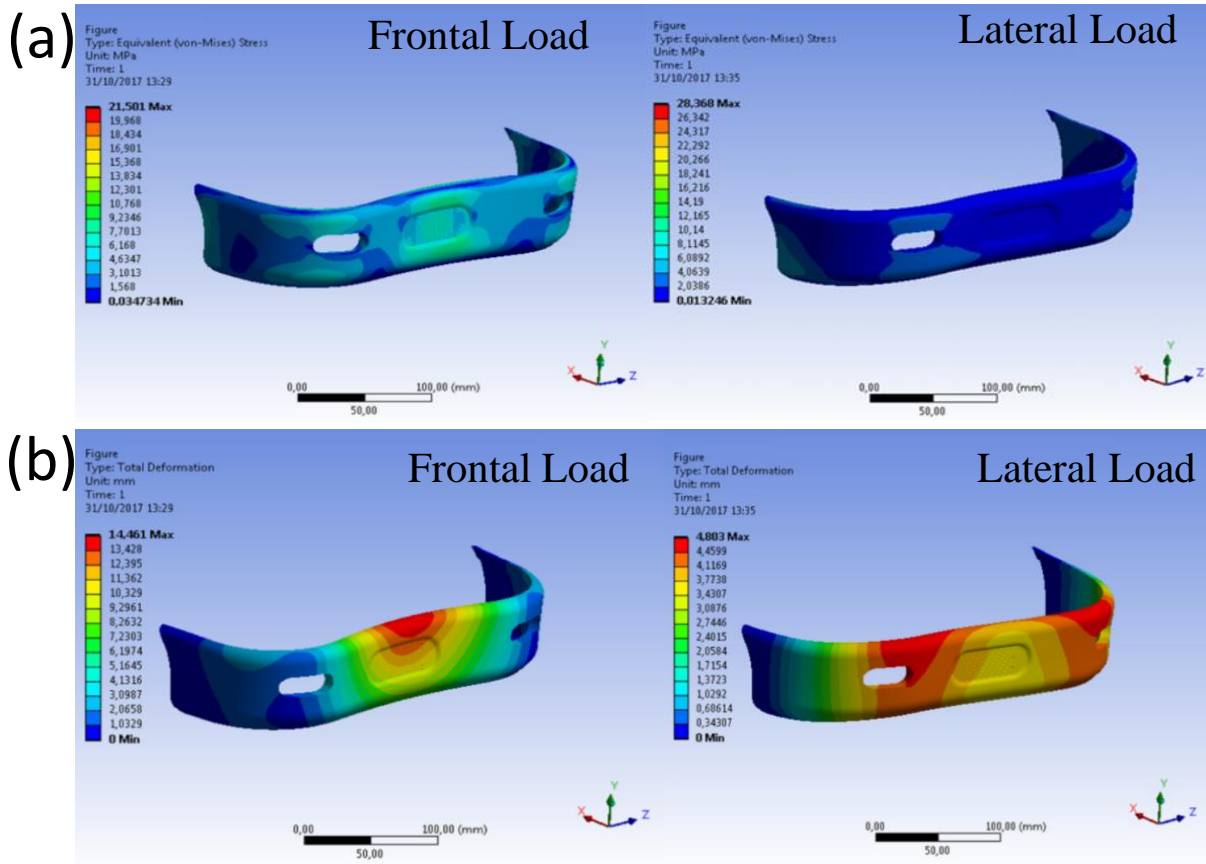 (a)
Figure
Type: Equivalent (von-Mises) Stress
Unit: MPa
Time: 1
31/10/2017 13:29
Frontal Load
21,501 Max
19,968
18,434
16,901
15,368
13,834
12,301
10,768
9,2346
7,7013
6,168
4,6347
3,1013
1,568
0,034734 Min
Y
X
Z
0,00
100,00 (mm)
50,00
Figure
Type: Equivalent (von-Mises) Stress
Unit: MPa
Time: 1
31/10/2017 13:35
Lateral Load
28,368 Max
26,342
24,317
22,292
20,266
18,241
16,216
14,19
12,165
10,14
8,1145
6,0892
4,0639
2,0386
0,013246 Min
Y
X
Z
0,00
100,00 (mm)
50,00
(b)
Figure
Type: Total Deformation
Unit: mm
Time: 1
31/10/2017 13:29
Frontal Load
14,461 Max
13,428
12,395
11,362
10,329
9,2961
8,2632
7,2303
6,1974
5,1645
4,1316
3,0987
2,0658
1,0329
0 Min
Y
X
Z
0,00
100,00 (mm)
50,00
Figure
Type: Total Deformation
Unit: mm
Time: 1
31/10/2017 13:35
Lateral Load
4,803 Max
4,4599
4,1169
3,7738
3,4307
3,0876
2,7446
2,4015
2,0584
1,7154
1,3723
1,0292
0,68614
0,34307
0 Min
Y
X
Z
0,00
100,00 (mm)
50,00